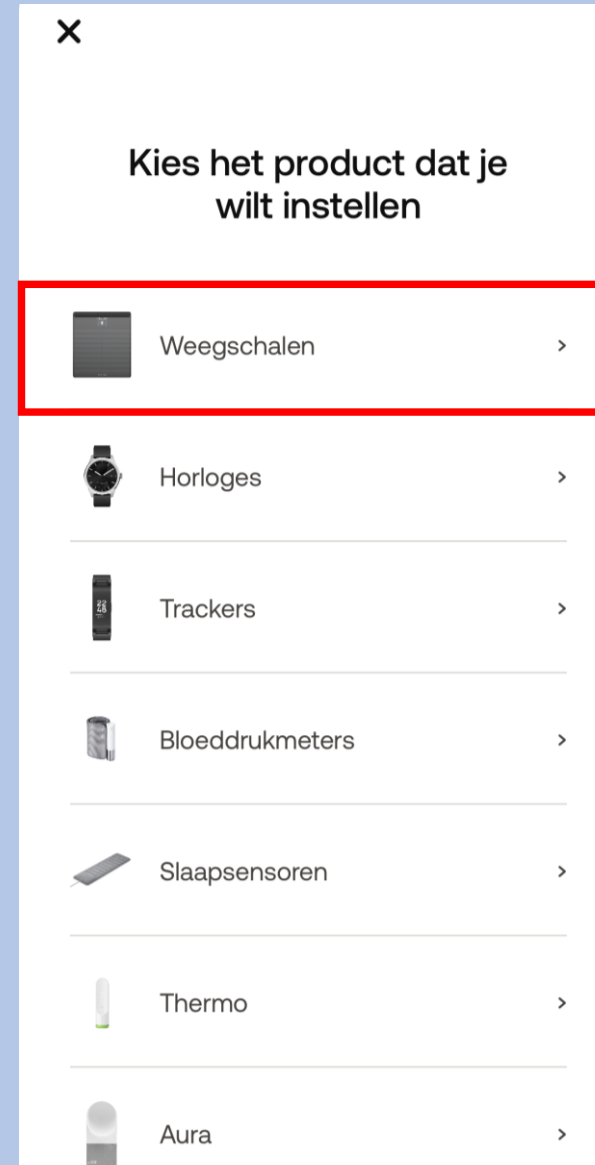 Kies het product dat je
wilt instellen
Weegschalen
Horloges
Trackers
Bloeddrukmeters
Slaapsensoren
Thermo
Aura